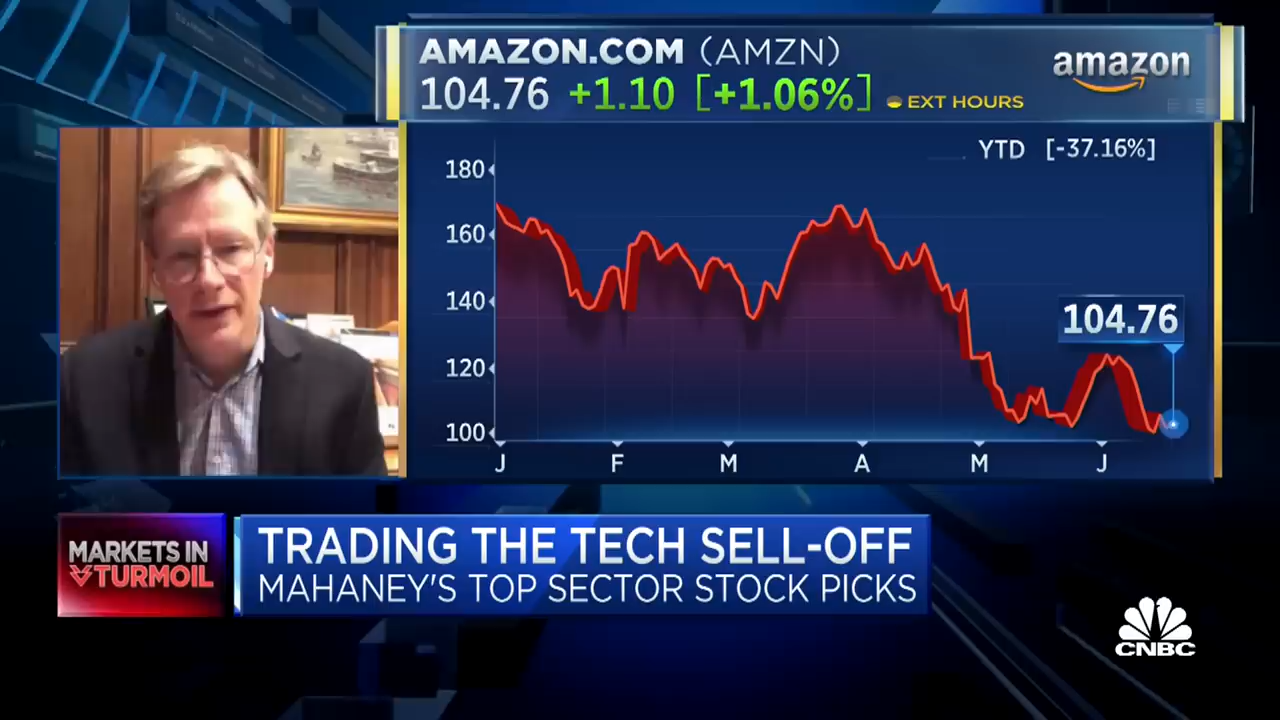 AMAZON.COM (AMZN)
104.76 +1.10 [+1.06%] EXT HOURS
amazon
YTD [-37.16%]
180
160
140
120
100
104.76
J F M A M J
MARKETS IN
TURMOIL
TRADING THE TECH SELL-OFF
MAHANEY'S TOP SECTOR STOCK PICKS
CNBC